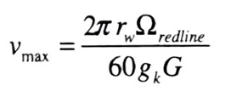 v_max = 2π r_w Ω_redline / 60 g_k G